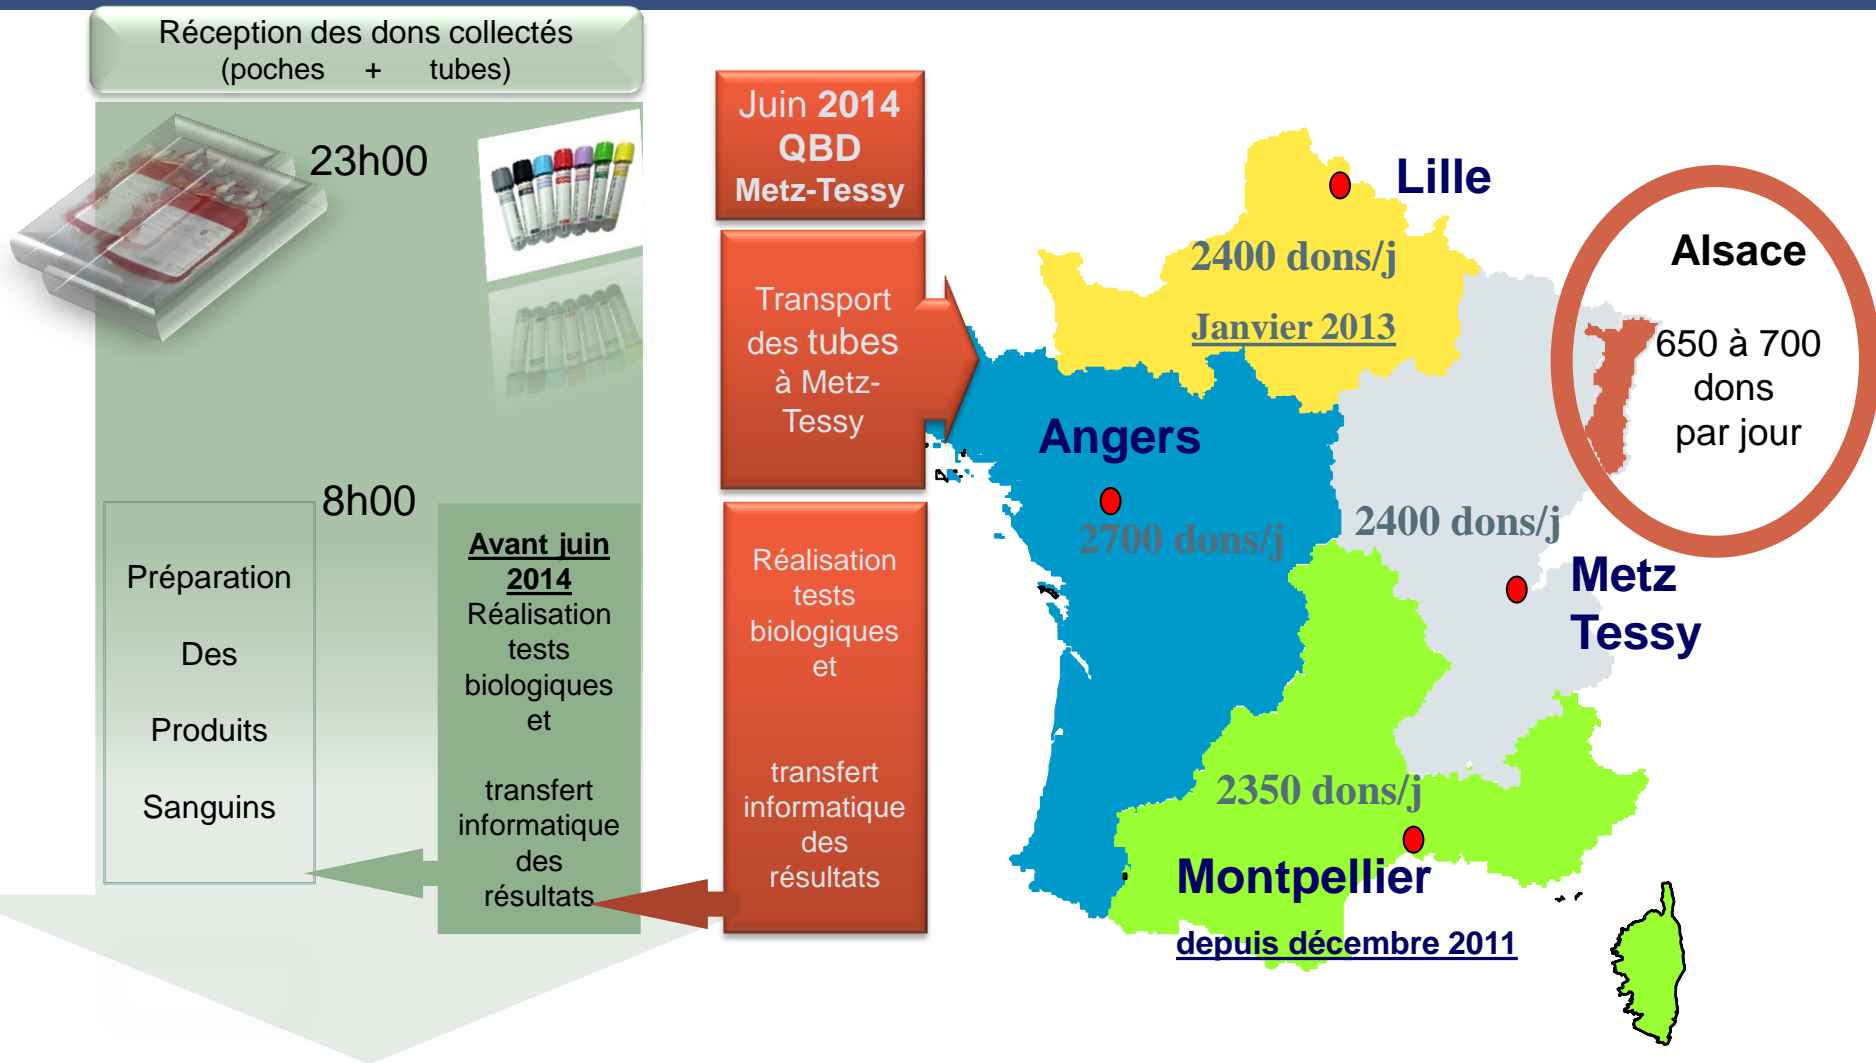 Réception des dons collectés
(poches + tubes)
23h00
8h00
Préparation
Des
Produits
Sanguins
Avant juin
2014
Réalisation
tests
biologiques
et
transfert
informatique
des
résultats
Juin 2014
QBD
Metz-Tessy
Transport
des tubes
à Metz-
Tessy
Réalisation
tests
biologiques
et
transfert
informatique
des
résultats
Lille
2400 dons/j
Janvier 2013
Angers
2700 dons/j
2400 dons/j
Metz
Tessy
2350 dons/j
Montpellier
depuis décembre 2011
Alsace
650 à 700
dons
par jour